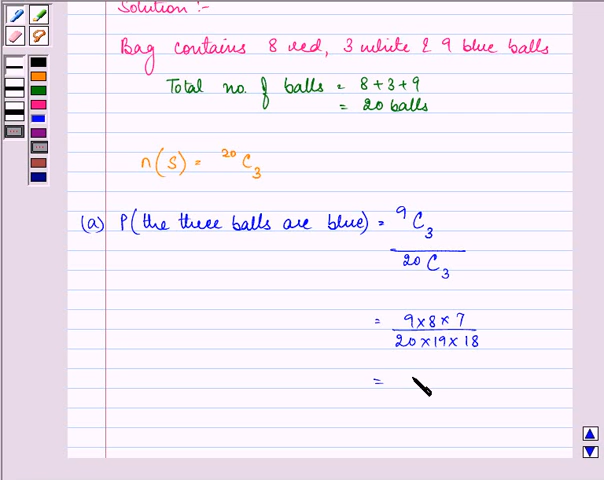 Solution :-
Bag contains 8 red, 3 white & 9 blue balls
Total no. of balls = 8+3+9
= 20 balls
n(S) = ²⁰C₃
(a) P(the three balls are blue) = ⁹C₃
²⁰C₃
= 9×8×7
20×19×18
=